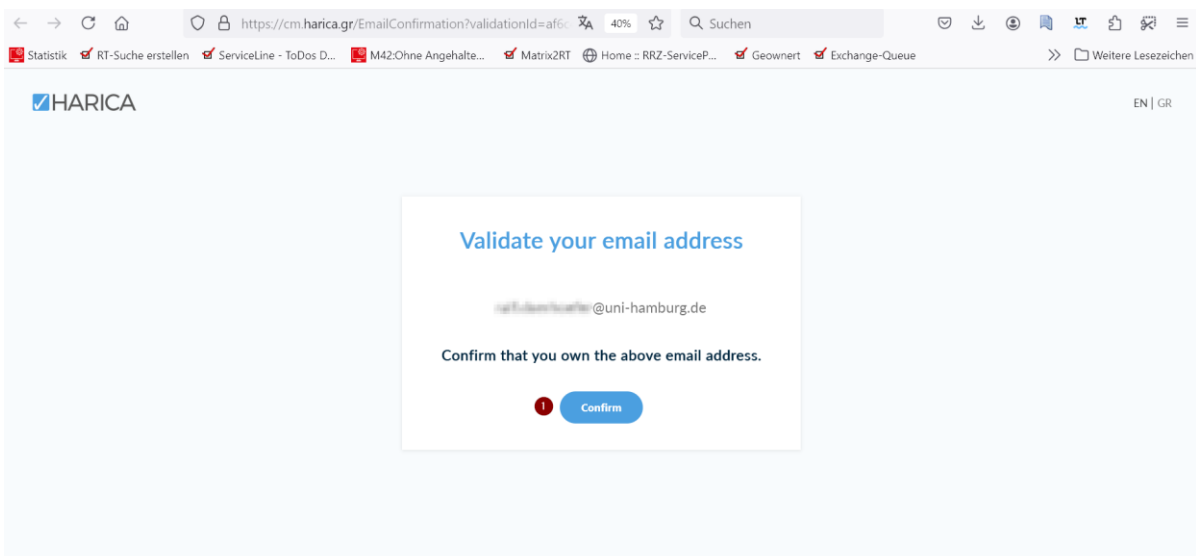 https://cm.harica.gr/EmailConfirmation?validationId=af6c 40% Suchen
Statistik RT-Suche erstellen ServiceLine - ToDos D... M42:Ohne Angehalte... Matrix2RT Home :: RRZ-ServiceP... Geownert Exchange-Queue Weitere Lesezeichen
HARICA EN | GR
Validate your email address
@uni-hamburg.de
Confirm that you own the above email address.
1 Confirm